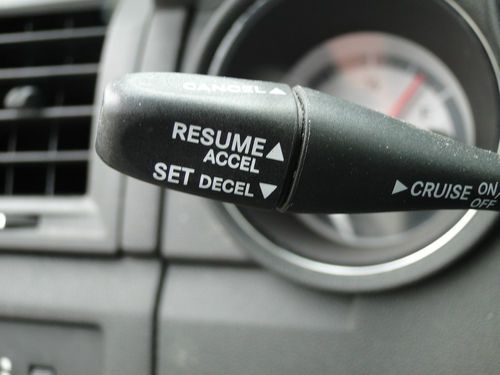 CANCEL
RESUME
ACCEL
SET DECEL
CRUISE ON/
OFF